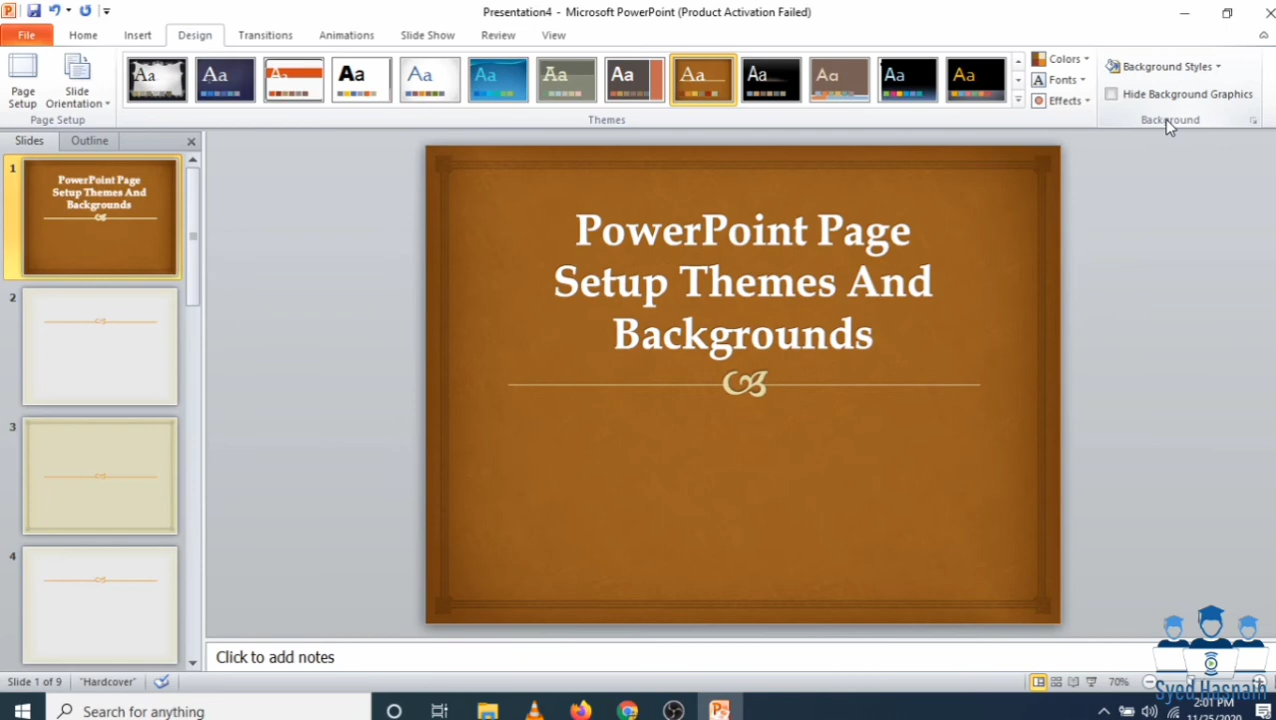 Presentation4 - Microsoft PowerPoint (Product Activation Failed)
File Home Insert Design Transitions Animations Slide Show Review View
Page Setup
Slide Orientation
Page Setup
Aa Aa Aa Aa Aa Aa Aa Aa Aa Aa Aa Aa Aa
Themes
Colors
Fonts
Effects
Background Styles
Hide Background Graphics
Background
Slides Outline
1
PowerPoint Page
Setup Themes And
Backgrounds
2
3
4
PowerPoint Page
Setup Themes And
Backgrounds
Click to add notes
Slide 1 of 9 "Hardcover" 70%
Syed Hasnain
Search for anything
2:01 PM
11/25/2020